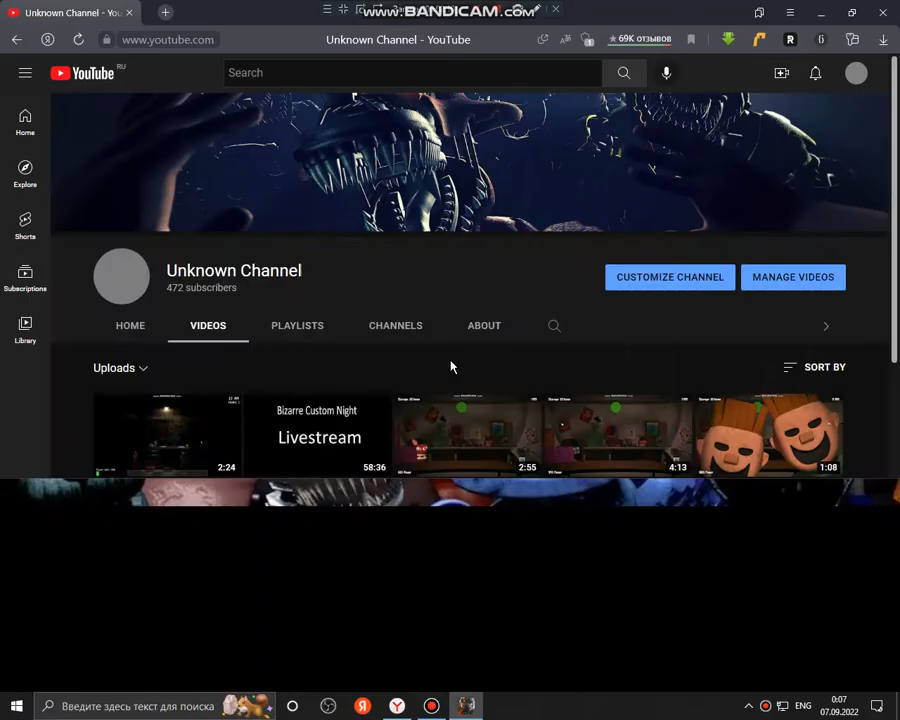 Unknown Channel - You
www.BANDICAM.com
www.youtube.com
Unknown Channel - YouTube
★ 69K отзывов
YouTube RU
Search
Home
Explore
Shorts
Subscriptions
Library
Unknown Channel
472 subscribers
CUSTOMIZE CHANNEL
MANAGE VIDEOS
HOME
VIDEOS
PLAYLISTS
CHANNELS
ABOUT
Uploads
SORT BY
12 AM
2:24
Bizarre Custom Night
Livestream
58:36
2:55
4:13
1:08
Введите здесь текст для поиска
ENG
0:07
07.09.2022